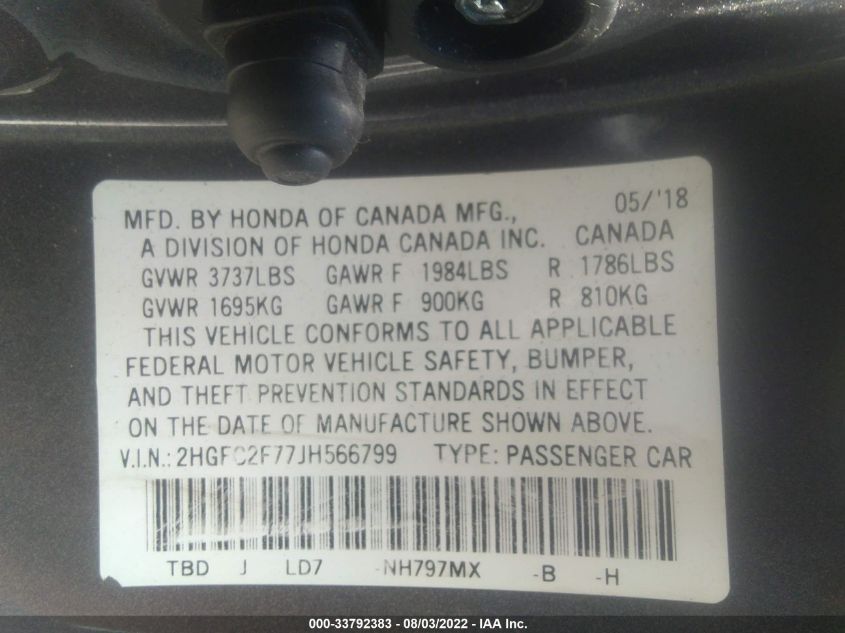 05/'18
MFD. BY HONDA OF CANADA MFG.,
A DIVISION OF HONDA CANADA INC. CANADA
GVWR 3737LBS GAWR F 1984LBS R 1786LBS
GVWR 1695KG GAWR F 900KG R 810KG
THIS VEHICLE CONFORMS TO ALL APPLICABLE
FEDERAL MOTOR VEHICLE SAFETY, BUMPER,
AND THEFT PREVENTION STANDARDS IN EFFECT
ON THE DATE OF MANUFACTURE SHOWN ABOVE.
V.I.N.: 2HGFC2F77JH566799 TYPE: PASSENGER CAR
TBD J LD7 -NH797MX -B -H
000-33792383 - 08/03/2022 - IAA Inc.